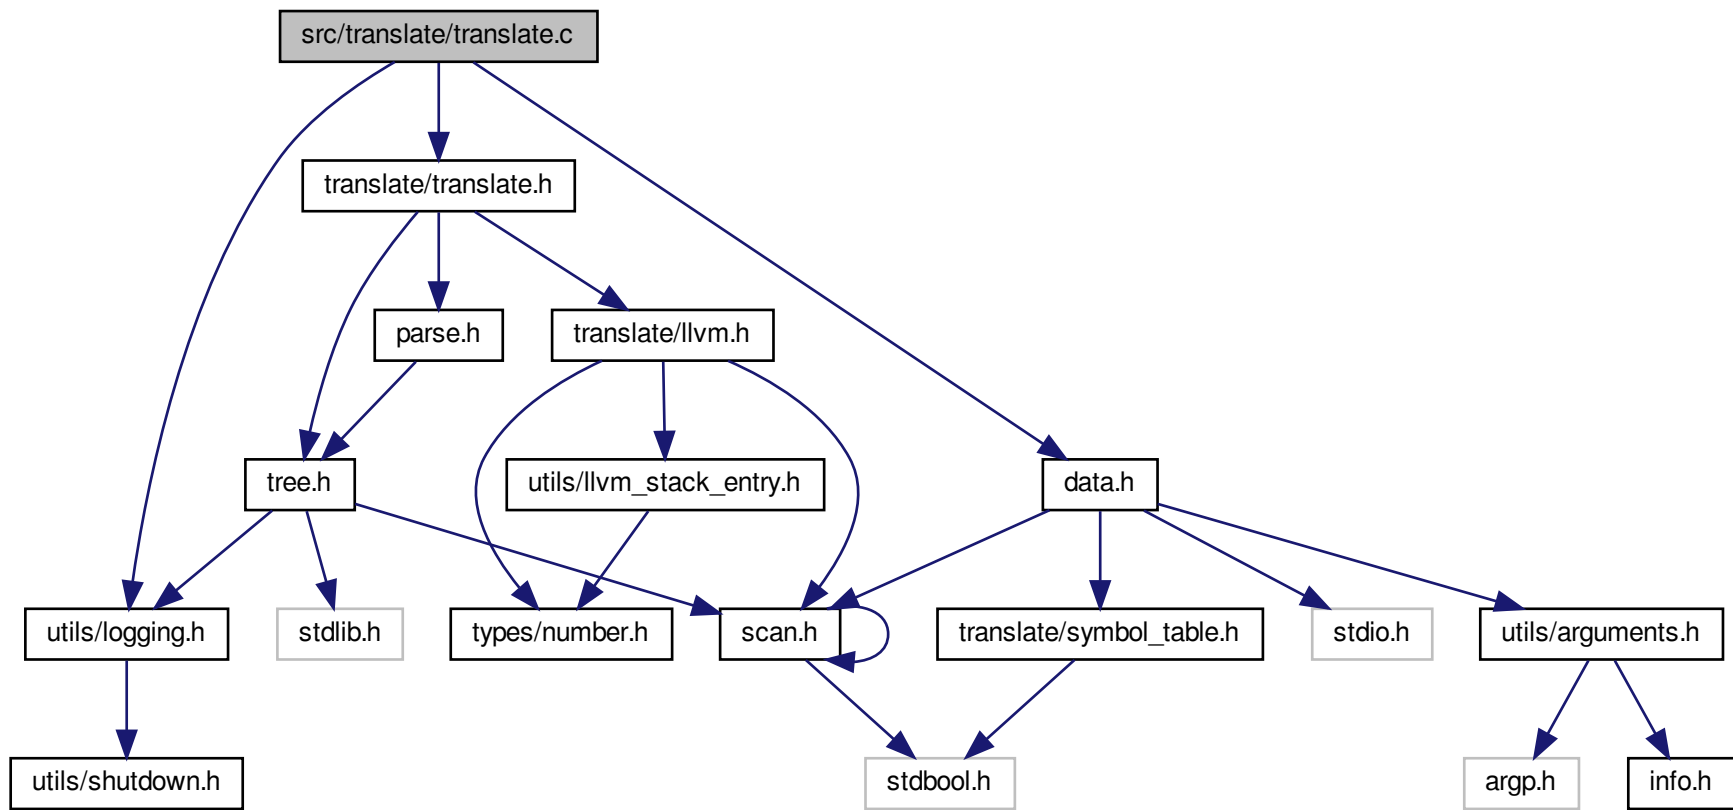 src/translate/translate.c
translate/translate.h
parse.h
translate/llvm.h
tree.h
utils/llvm_stack_entry.h
data.h
utils/logging.h
stdlib.h
types/number.h
scan.h
translate/symbol_table.h
stdio.h
utils/arguments.h
utils/shutdown.h
stdbool.h
argp.h
info.h